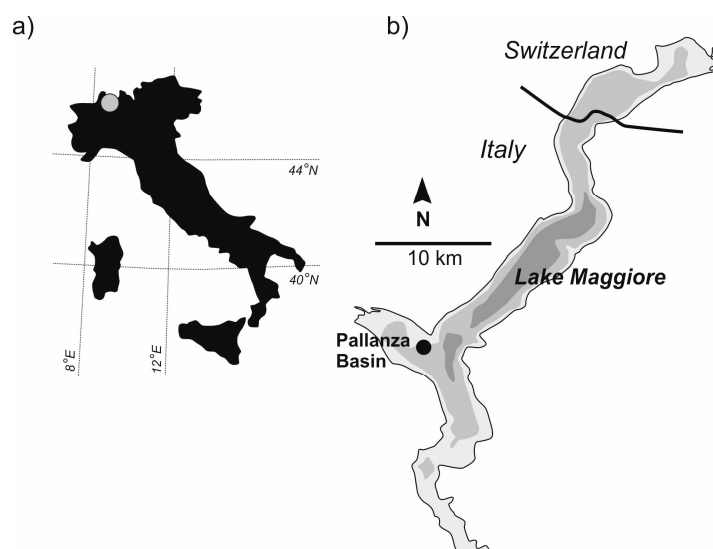 a)
44°N
40°N
8°E
12°E
b)
Switzerland
Italy
N
10 km
Lake Maggiore
Pallanza
Basin